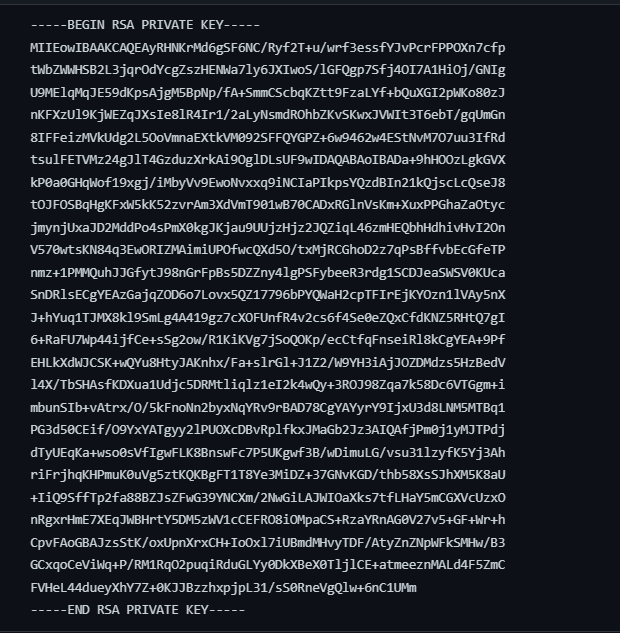 -----BEGIN RSA PRIVATE KEY-----
MIIEowIBAAKCAQEAyRHNKrMd6gSF6NC/Ryf2T+u/wrf3essfYJvPcrFPPOXn7cfp
tWbZWWHSB2L3jqrOdYcgZszHENWa7ly6JXIwoS/lGFQgp7Sfj4OI7A1HiOj/GNIg
U9MElqMqJE59dKpsAjgM5BpNp/fA+SmmCScbqKZtt9FzaLYf+bQuXGI2pWKo80zJ
nKFXzUl9KjWEZqJXsIe8lR4Ir1/2aLyNsmdROhbZKvSKwxJVWIt3T6ebT/gqUmGn
8IFFeizMVkUdg2L5OoVmnaEXtkVM092SFFQYGPZ+6w9462w4EStNvM7O7uu3IfRd
tsulFETVMz24gJlT4GzduzXrkAi9OglDLsUF9wIDAQABAoIBADa+9hHOOzLgkGVX
kP0a0GHqWof19xgj/iMbyVv9EwoNvxxq9iNCIaPIkpsYQzdBIn21kQjscLcQseJ8
tOJFOSBqHgKFxW5kK52zvrAm3XdVmT901wB70CADxRGlnVsKm+XuxPPGhaZaOtyc
jmynjUxaJD2MddPo4sPmX0kgJKjau9UUjzHjz2JQZiqL46zmHEQbhHdhivHvI2On
V570wtsKN84q3EwORIZMAimiUPOfwcQXd5O/txMjRCGhoD2z7qPsBffvbEcGfeTP
nmz+1PMMQuhJJGfytJ98nGrFpBs5DZZny4lgPSFybeeR3rdg1SCDJeaSWSV0KUca
SnDRlsECgYEAzGajqZOD6o7Lovx5QZ17796bPYQWaH2cpTFIrEjKYOzn1lVAy5nX
J+hYuq1TJMX8kl9SmLg4A419gz7cXOFUnfR4v2cs6f4Se0eZQxCfdKNZ5RHtQ7gI
6+RaFU7Wp44ijfCe+sSg2ow/R1KiKVg7jSoQOKp/ecCtfqFnseiRl8kCgYEA+9Pf
EHLkXdWJCSK+wQYu8HtyJAKnhx/Fa+slrGl+J1Z2/W9YH3iAjJOZDMdzs5HzBedV
l4X/TbSHAsfKDXua1Udjc5DRMtliqlz1eI2k4wQy+3ROJ98Zqa7k58Dc6VTGgm+i
mbunSIb+vAtrx/O/5kFnoNn2byxNqYRv9rBAD78CgYAYyrY9IjxU3d8LNM5MTBq1
PG3d50CEif/O9YxYATgyy2lPUOXcDBvRplfkxJMaGb2Jz3AIQAfjPm0j1yMJTPdj
dTyUEqKa+wso0sVfIgwFLK8BnswFc7P5UKgwf3B/wDimuLG/vsu31lzyfK5Yj3Ah
riFrjhqKHPmuK0uVg5ztKQKBgFT1T8Ye3MiDZ+37GNvKGD/thb58XsSJhXM5K8aU
+IiQ9SffTp2fa88BZJsZFwG39YNCXm/2NwGiLAJWIOaXks7tfLHaY5mCGXVcUzxO
nRgxrHmE7XEqJWBHrtY5DM5zWV1cCEFRO8iOMpaCS+RzaYRnAG0V27v5+GF+Wr+h
CpvFAoGBAJzsStK/oxUpnXrxCH+IoOxl7iUBmdMHvyTDF/AtyZnZNpWFkSMHw/B3
GCxqoCeViWq+P/RM1RqO2puqiRduGLYy0DkXBeX0TljlCE+atmeeznMALd4F5ZmC
FVHeL44dueyXhY7Z+0KJJBzzhxpjpL31/sS0RneVgQlw+6nC1UMm
-----END RSA PRIVATE KEY-----